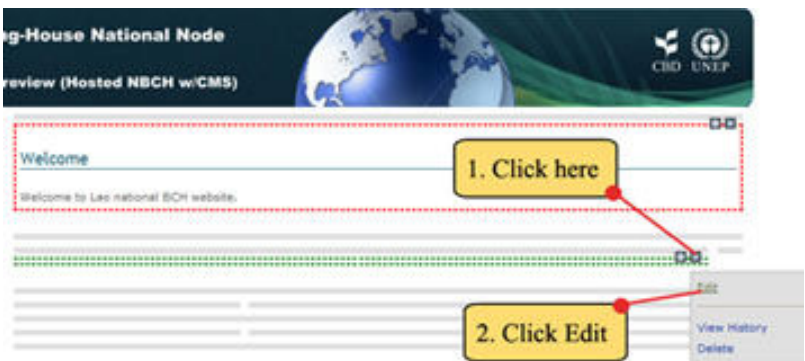 ng-House National Node
review (Hosted NBCH w/CMS)
CBD UNEP
Welcome
Welcome to Lao national BCH website.
1. Click here
Edit
2. Click Edit
View History
Delete